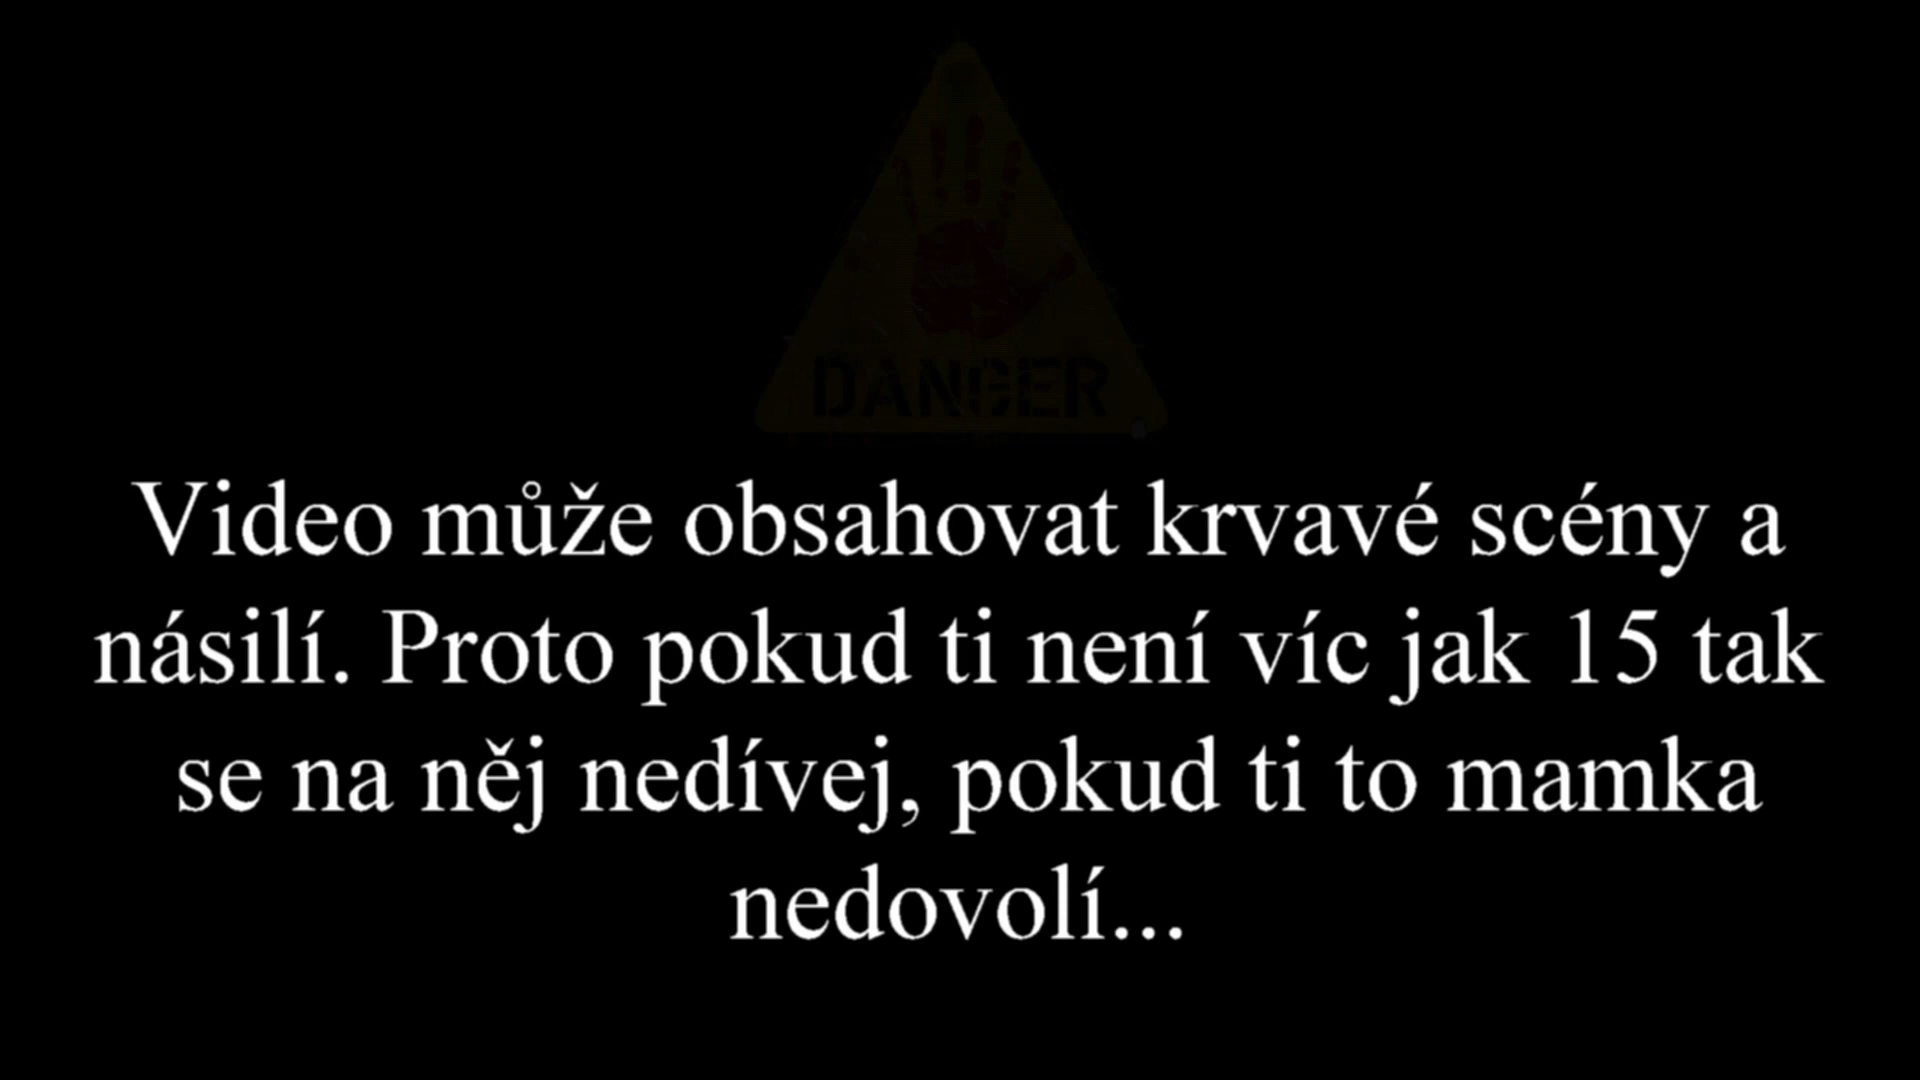 DANGER
Video může obsahovat krvavé scény a
násilí. Proto pokud ti není víc jak 15 tak
se na něj nedívej, pokud ti to mamka
nedovolí...